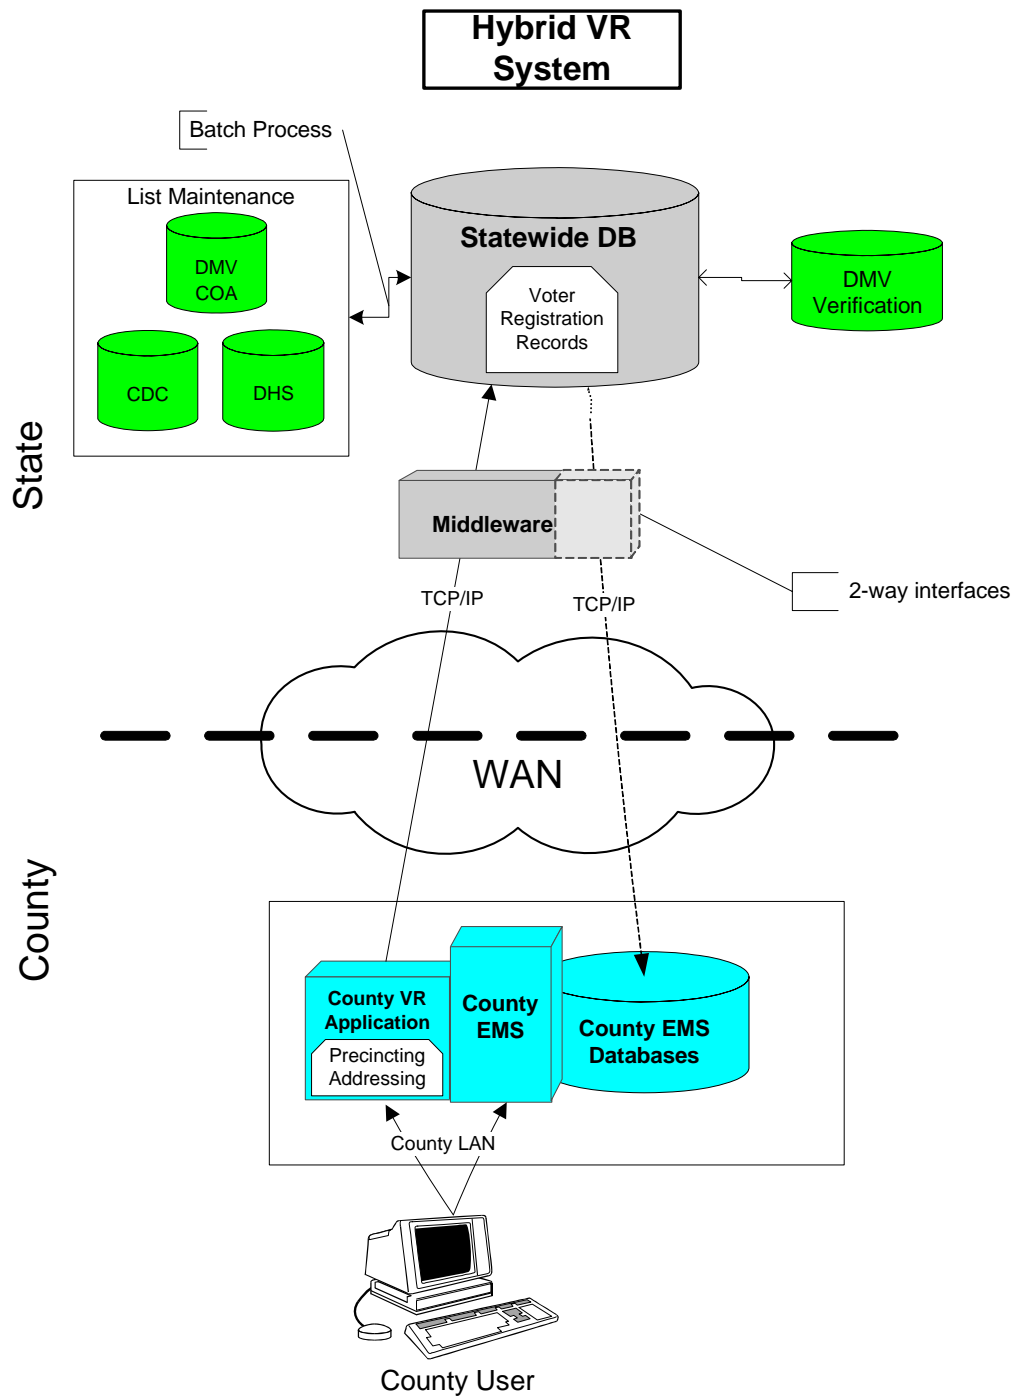 Hybrid VR
System
Batch Process
List Maintenance
DMV
COA
CDC
DHS
Statewide DB
Voter
Registration
Records
DMV
Verification
State
Middleware
2-way interfaces
TCP/IP
TCP/IP
WAN
County
County VR
Application
Precincting
Addressing
County
EMS
County EMS
Databases
County LAN
County User